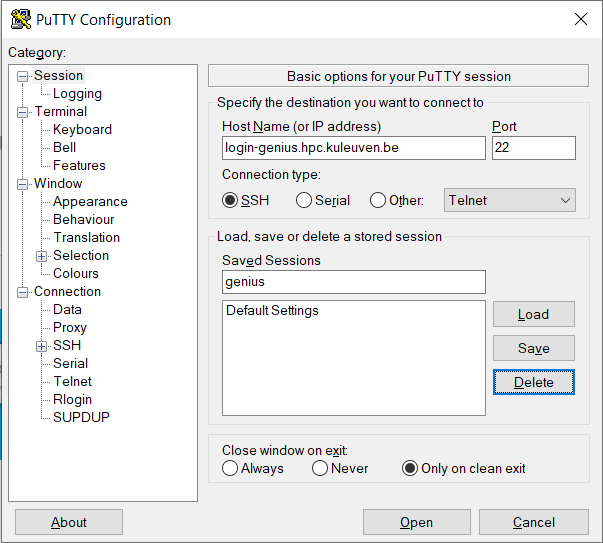 PuTTY Configuration
Category:
Session
Logging
Terminal
Keyboard
Bell
Features
Window
Appearance
Behaviour
Translation
Selection
Colours
Connection
Data
Proxy
SSH
Serial
Telnet
Rlogin
SUPDUP
Basic options for your PuTTY session
Specify the destination you want to connect to
Host Name (or IP address) Port
login-genius.hpc.kuleuven.be 22
Connection type:
SSH Serial Other: Telnet
Load, save or delete a stored session
Saved Sessions
genius
Default Settings
Load
Save
Delete
Close window on exit:
Always Never Only on clean exit
About Open Cancel